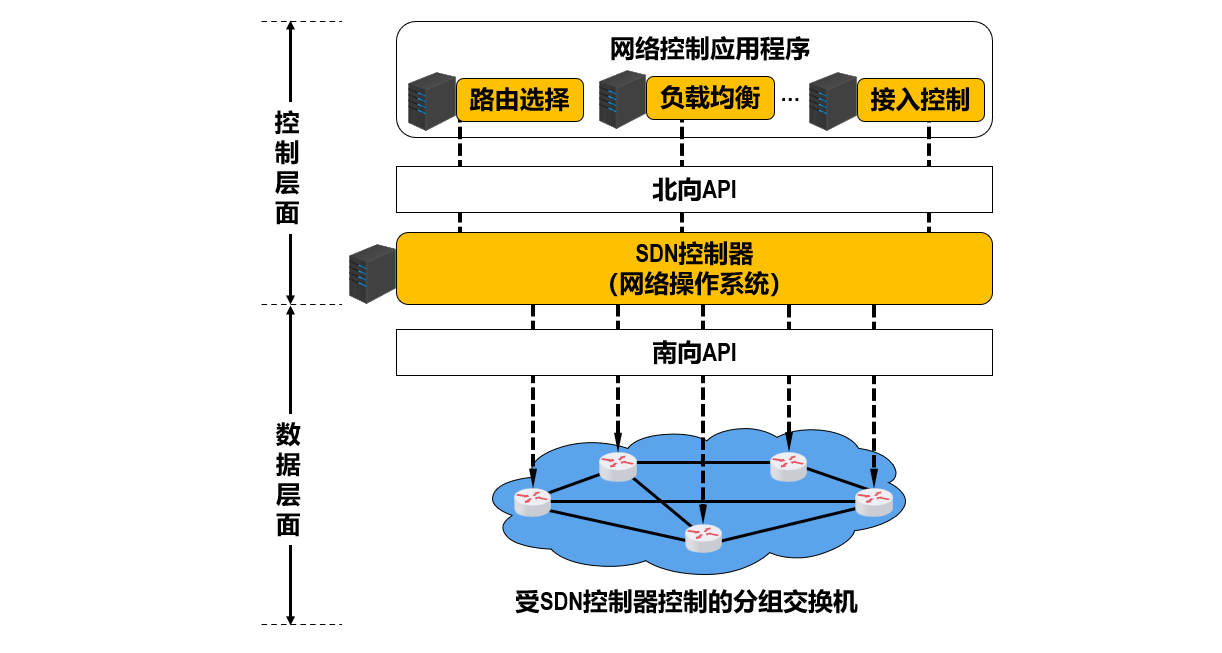 网络控制应用程序
路由选择
负载均衡
...
接入控制
控制层面
北向API
SDN控制器
(网络操作系统)
南向API
数据层面
受SDN控制器控制的分组交换机